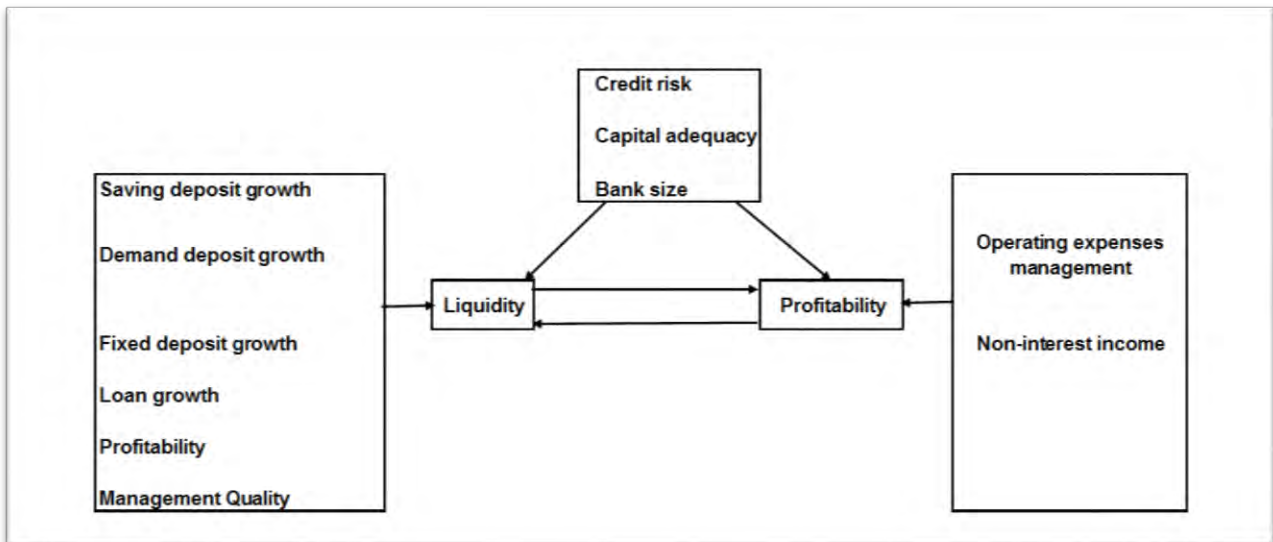 Credit risk
Capital adequacy
Bank size
Saving deposit growth
Demand deposit growth
Fixed deposit growth
Loan growth
Profitability
Management Quality
Liquidity
Profitability
Operating expenses
management
Non-interest income